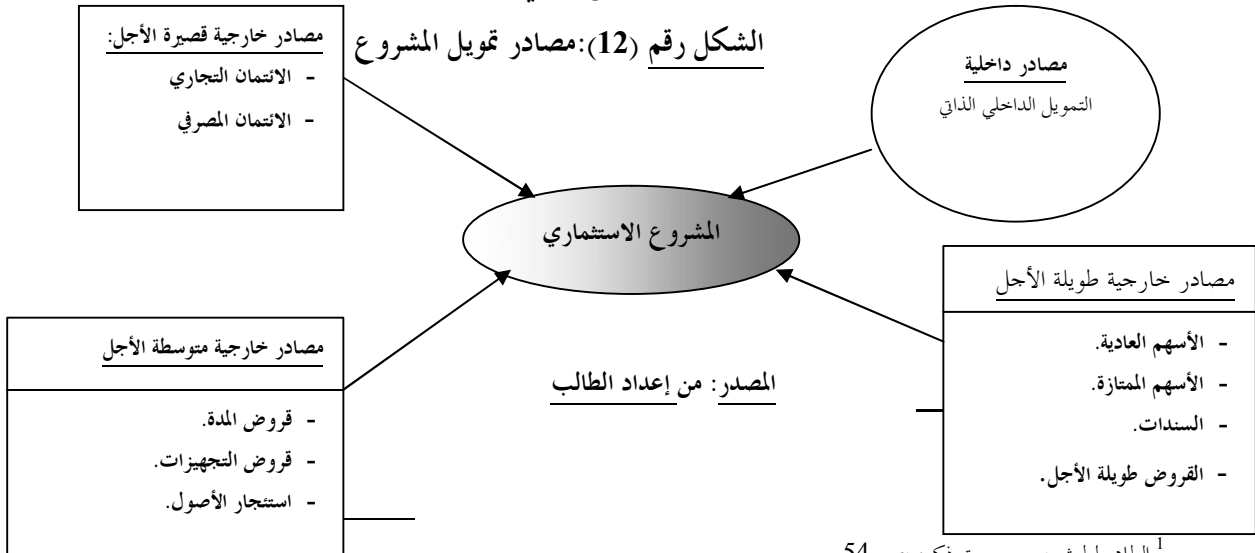 الشكل رقم (12):مصادر تمويل المشروع
مصادر داخلية
التمويل الداخلي الذاتي
مصادر خارجية قصيرة الأجل:
- الائتمان التجاري
- الائتمان المصرفي
المشروع الاستثماري
مصادر خارجية طويلة الأجل
- الأسهم العادية.
- الأسهم الممتازة.
- السندات.
- القروض طويلة الأجل.
مصادر خارجية متوسطة الأجل
- قروض المدة.
- قروض التجهيزات.
- استئجار الأصول.
المصدر: من إعداد الطالب
1
54